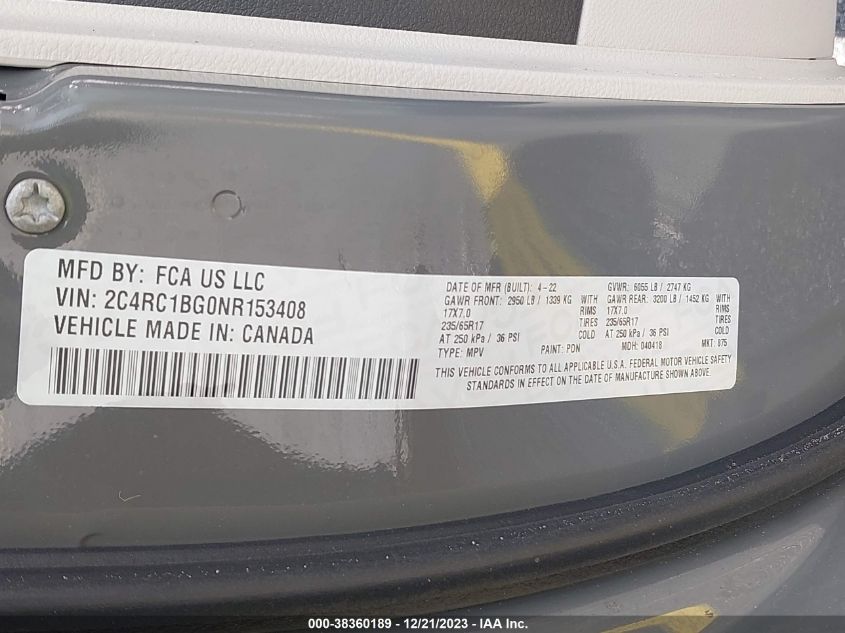 MFD BY: FCA US LLC
VIN: 2C4RC1BG0NR153408
VEHICLE MADE IN: CANADA
DATE OF MFR (BUILT): 4-22 GVWR: 6055 LB / 2747 KG
GAWR FRONT: 2950 LB / 1339 KG GAWR REAR: 3200 LB / 1452 KG
17X7.0 RIMS 17X7.0 RIMS
235/65R17 TIRES 235/65R17 TIRES
AT 250 kPa / 36 PSI COLD AT 250 kPa / 36 PSI COLD
TYPE: MPV PAINT: PDN MDH: 040418 MKT: 875
THIS VEHICLE CONFORMS TO ALL APPLICABLE U.S.A. FEDERAL MOTOR VEHICLE SAFETY
STANDARDS IN EFFECT ON THE DATE OF MANUFACTURE SHOWN ABOVE.
000-38360189 - 12/21/2023 - IAA Inc.